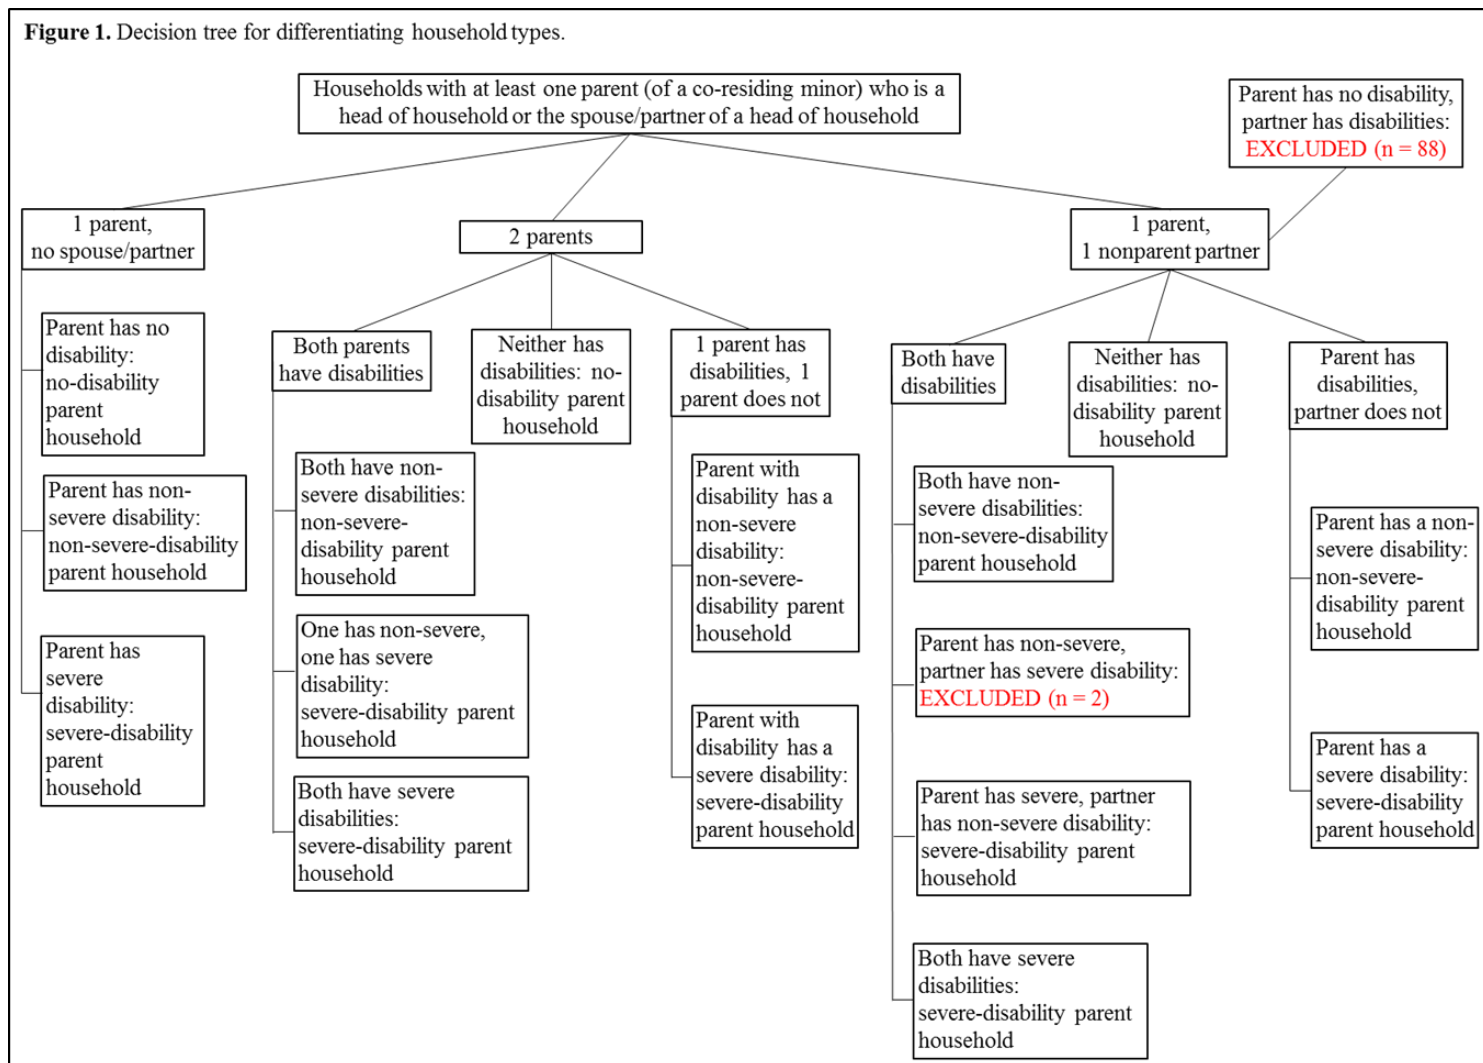 Figure 1. Decision tree for differentiating household types.
Households with at least one parent (of a co-residing minor) who is a
head of household or the spouse/partner of a head of household
Parent has no disability,
partner has disabilities:
EXCLUDED (n = 88)
1 parent,
no spouse/partner
2 parents
1 parent,
1 nonparent partner
Parent has no
disability:
no-disability
parent
household
Parent has non-
severe disability:
non-severe-disability
parent household
Parent has
severe
disability:
severe-disability
parent
household
Both parents
have disabilities
Neither has
disabilities: no-
disability parent
household
1 parent has
disabilities, 1
parent does not
Both have non-
severe disabilities:
non-severe-
disability parent
household
One has non-severe,
one has severe
disability:
severe-disability parent
household
Both have severe
disabilities:
severe-disability parent
household
Parent with
disability has a
non-severe
disability:
non-severe-
disability parent
household
Parent with
disability has a
severe disability:
severe-disability
parent household
Both have
disabilities
Neither has
disabilities: no-
disability parent
household
Parent has
disabilities,
partner does not
Both have non-
severe disabilities:
non-severe-disability
parent household
Parent has non-severe,
partner has severe disability:
EXCLUDED (n = 2)
Parent has severe, partner
has non-severe disability:
severe-disability parent
household
Both have severe
disabilities:
severe-disability parent
household
Parent has a non-
severe disability:
non-severe-
disability parent
household
Parent has a
severe disability:
severe-disability
parent household